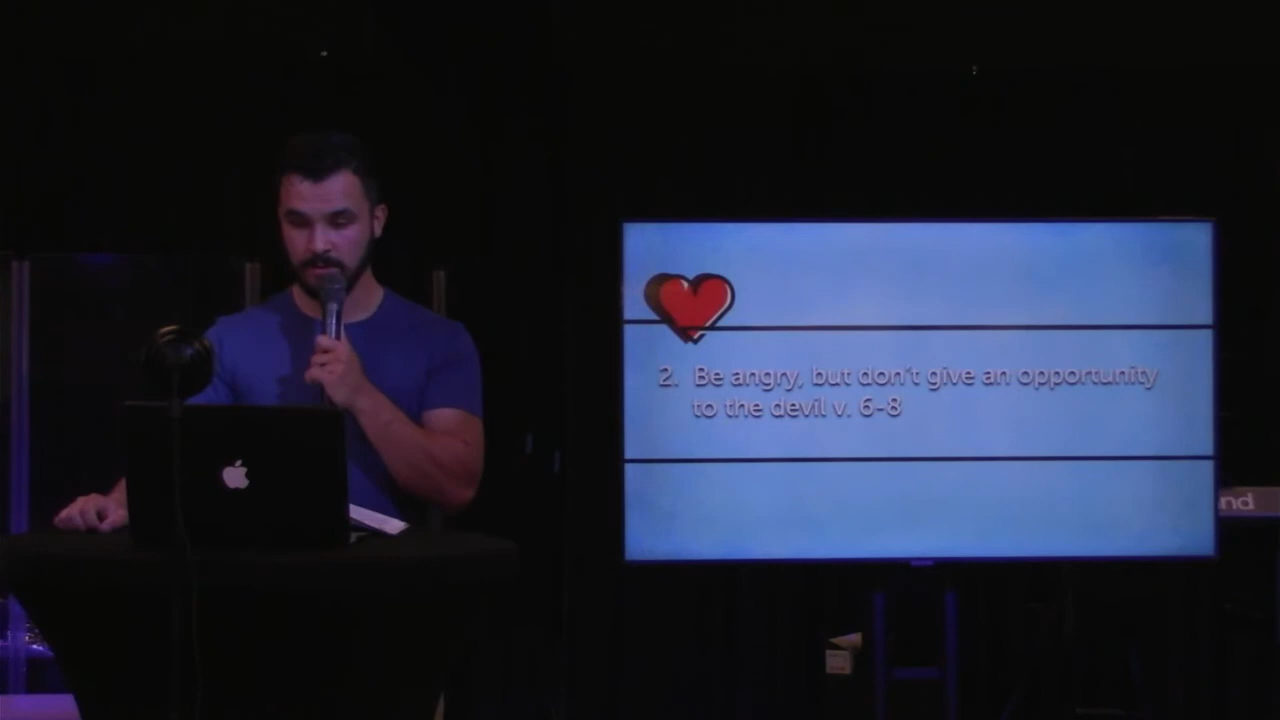 2. Be angry, but don't give an opportunity
to the devil v. 6-8
nd